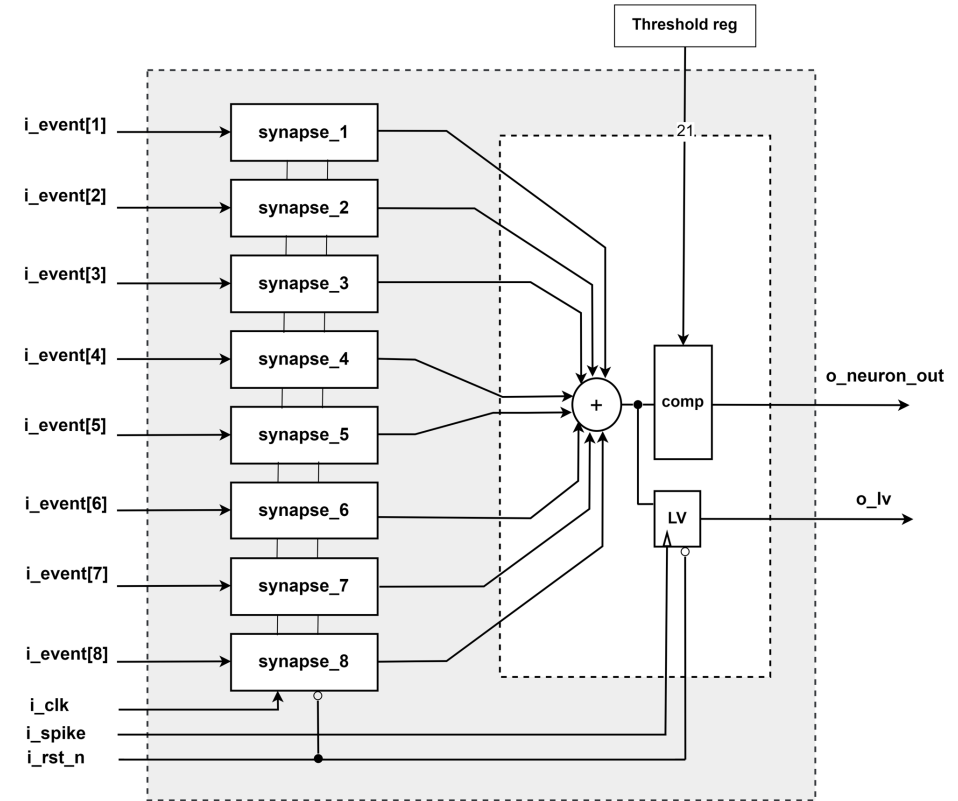 Threshold reg
21
i_event[1]
synapse_1
i_event[2]
synapse_2
i_event[3]
synapse_3
i_event[4]
synapse_4
i_event[5]
synapse_5
i_event[6]
synapse_6
i_event[7]
synapse_7
i_event[8]
synapse_8
+
comp
o_neuron_out
LV
o_lv
i_clk
i_spike
i_rst_n